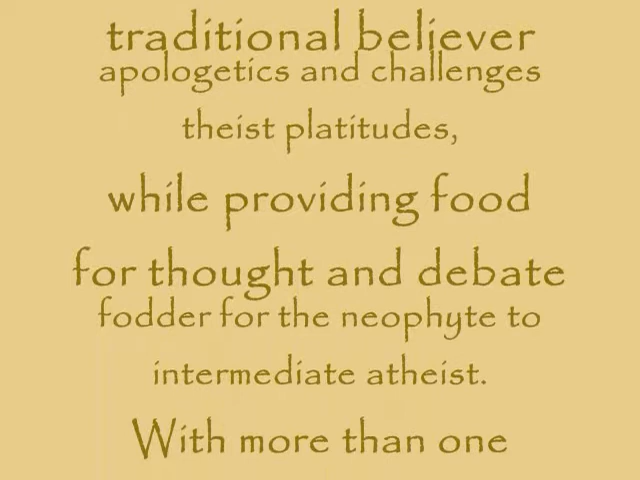 traditional believer
apologetics and challenges
theist platitudes,
while providing food
for thought and debate
fodder for the neophyte to
intermediate atheist.
With more than one